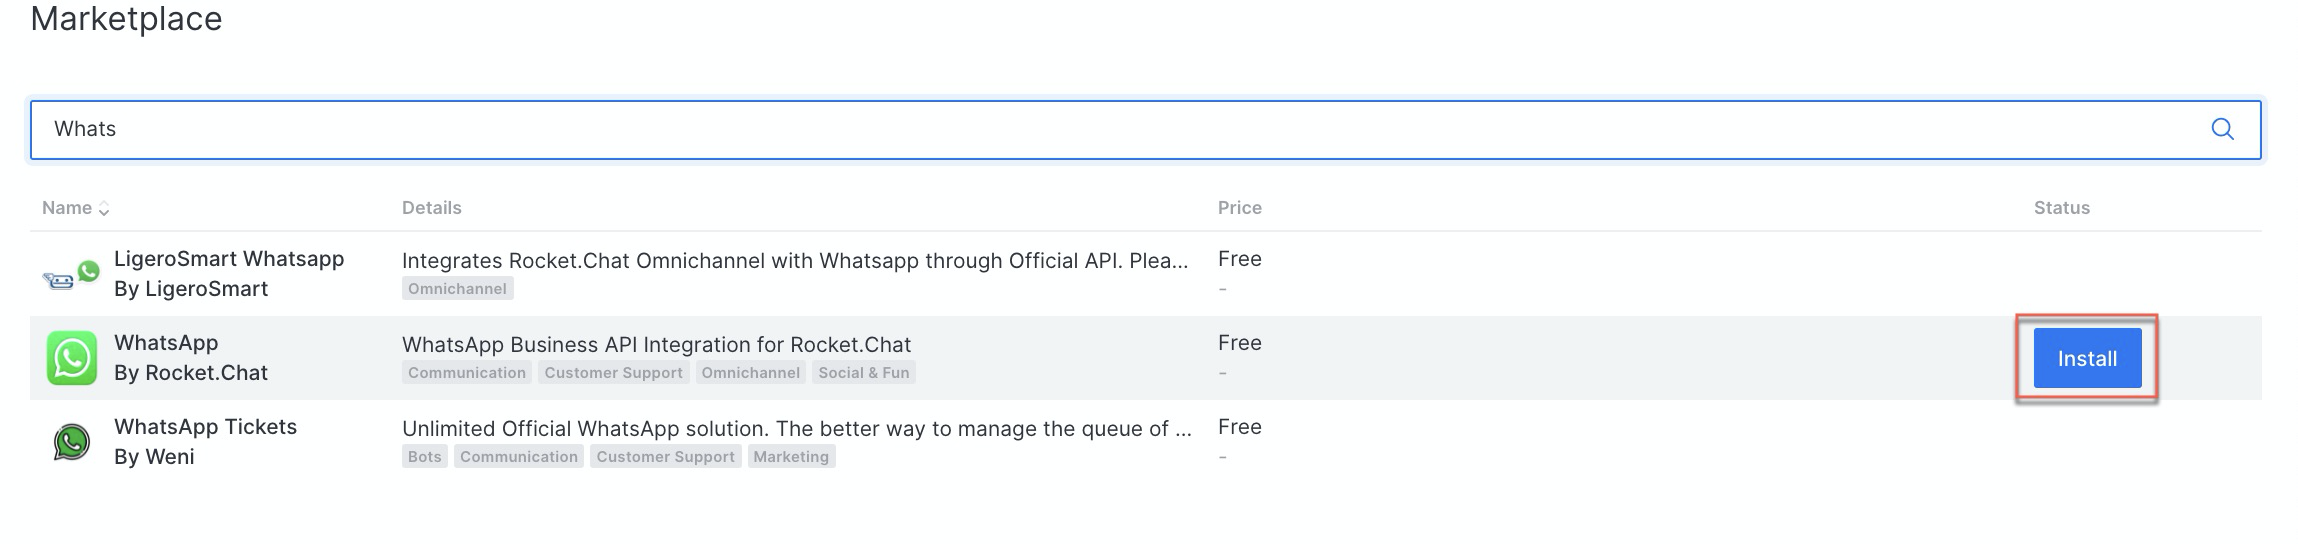 Marketplace
Whats
Name Details Price Status
LigeroSmart Whatsapp Integrates Rocket.Chat Omnichannel with Whatsapp through Official API. Plea... Free
By LigeroSmart Omnichannel -
WhatsApp WhatsApp Business API Integration for Rocket.Chat Free
By Rocket.Chat Communication Customer Support Omnichannel Social & Fun -
Install
WhatsApp Tickets Unlimited Official WhatsApp solution. The better way to manage the queue of ... Free
By Weni Bots Communication Customer Support Marketing -